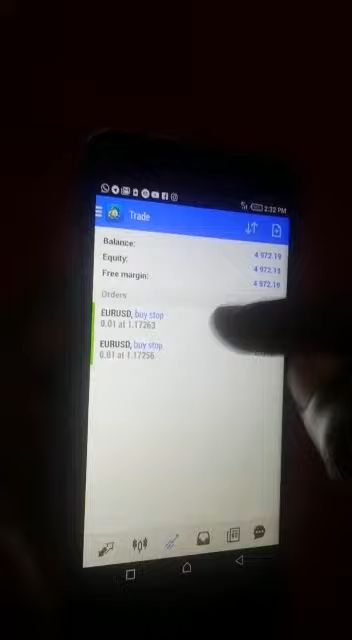 2:32 PM
Trade
Balance: 4 972.19
Equity: 4 972.19
Free margin: 4 972.19
Orders
EURUSD, buy stop
0.01 at 1.17263
EURUSD, buy stop
0.01 at 1.17256